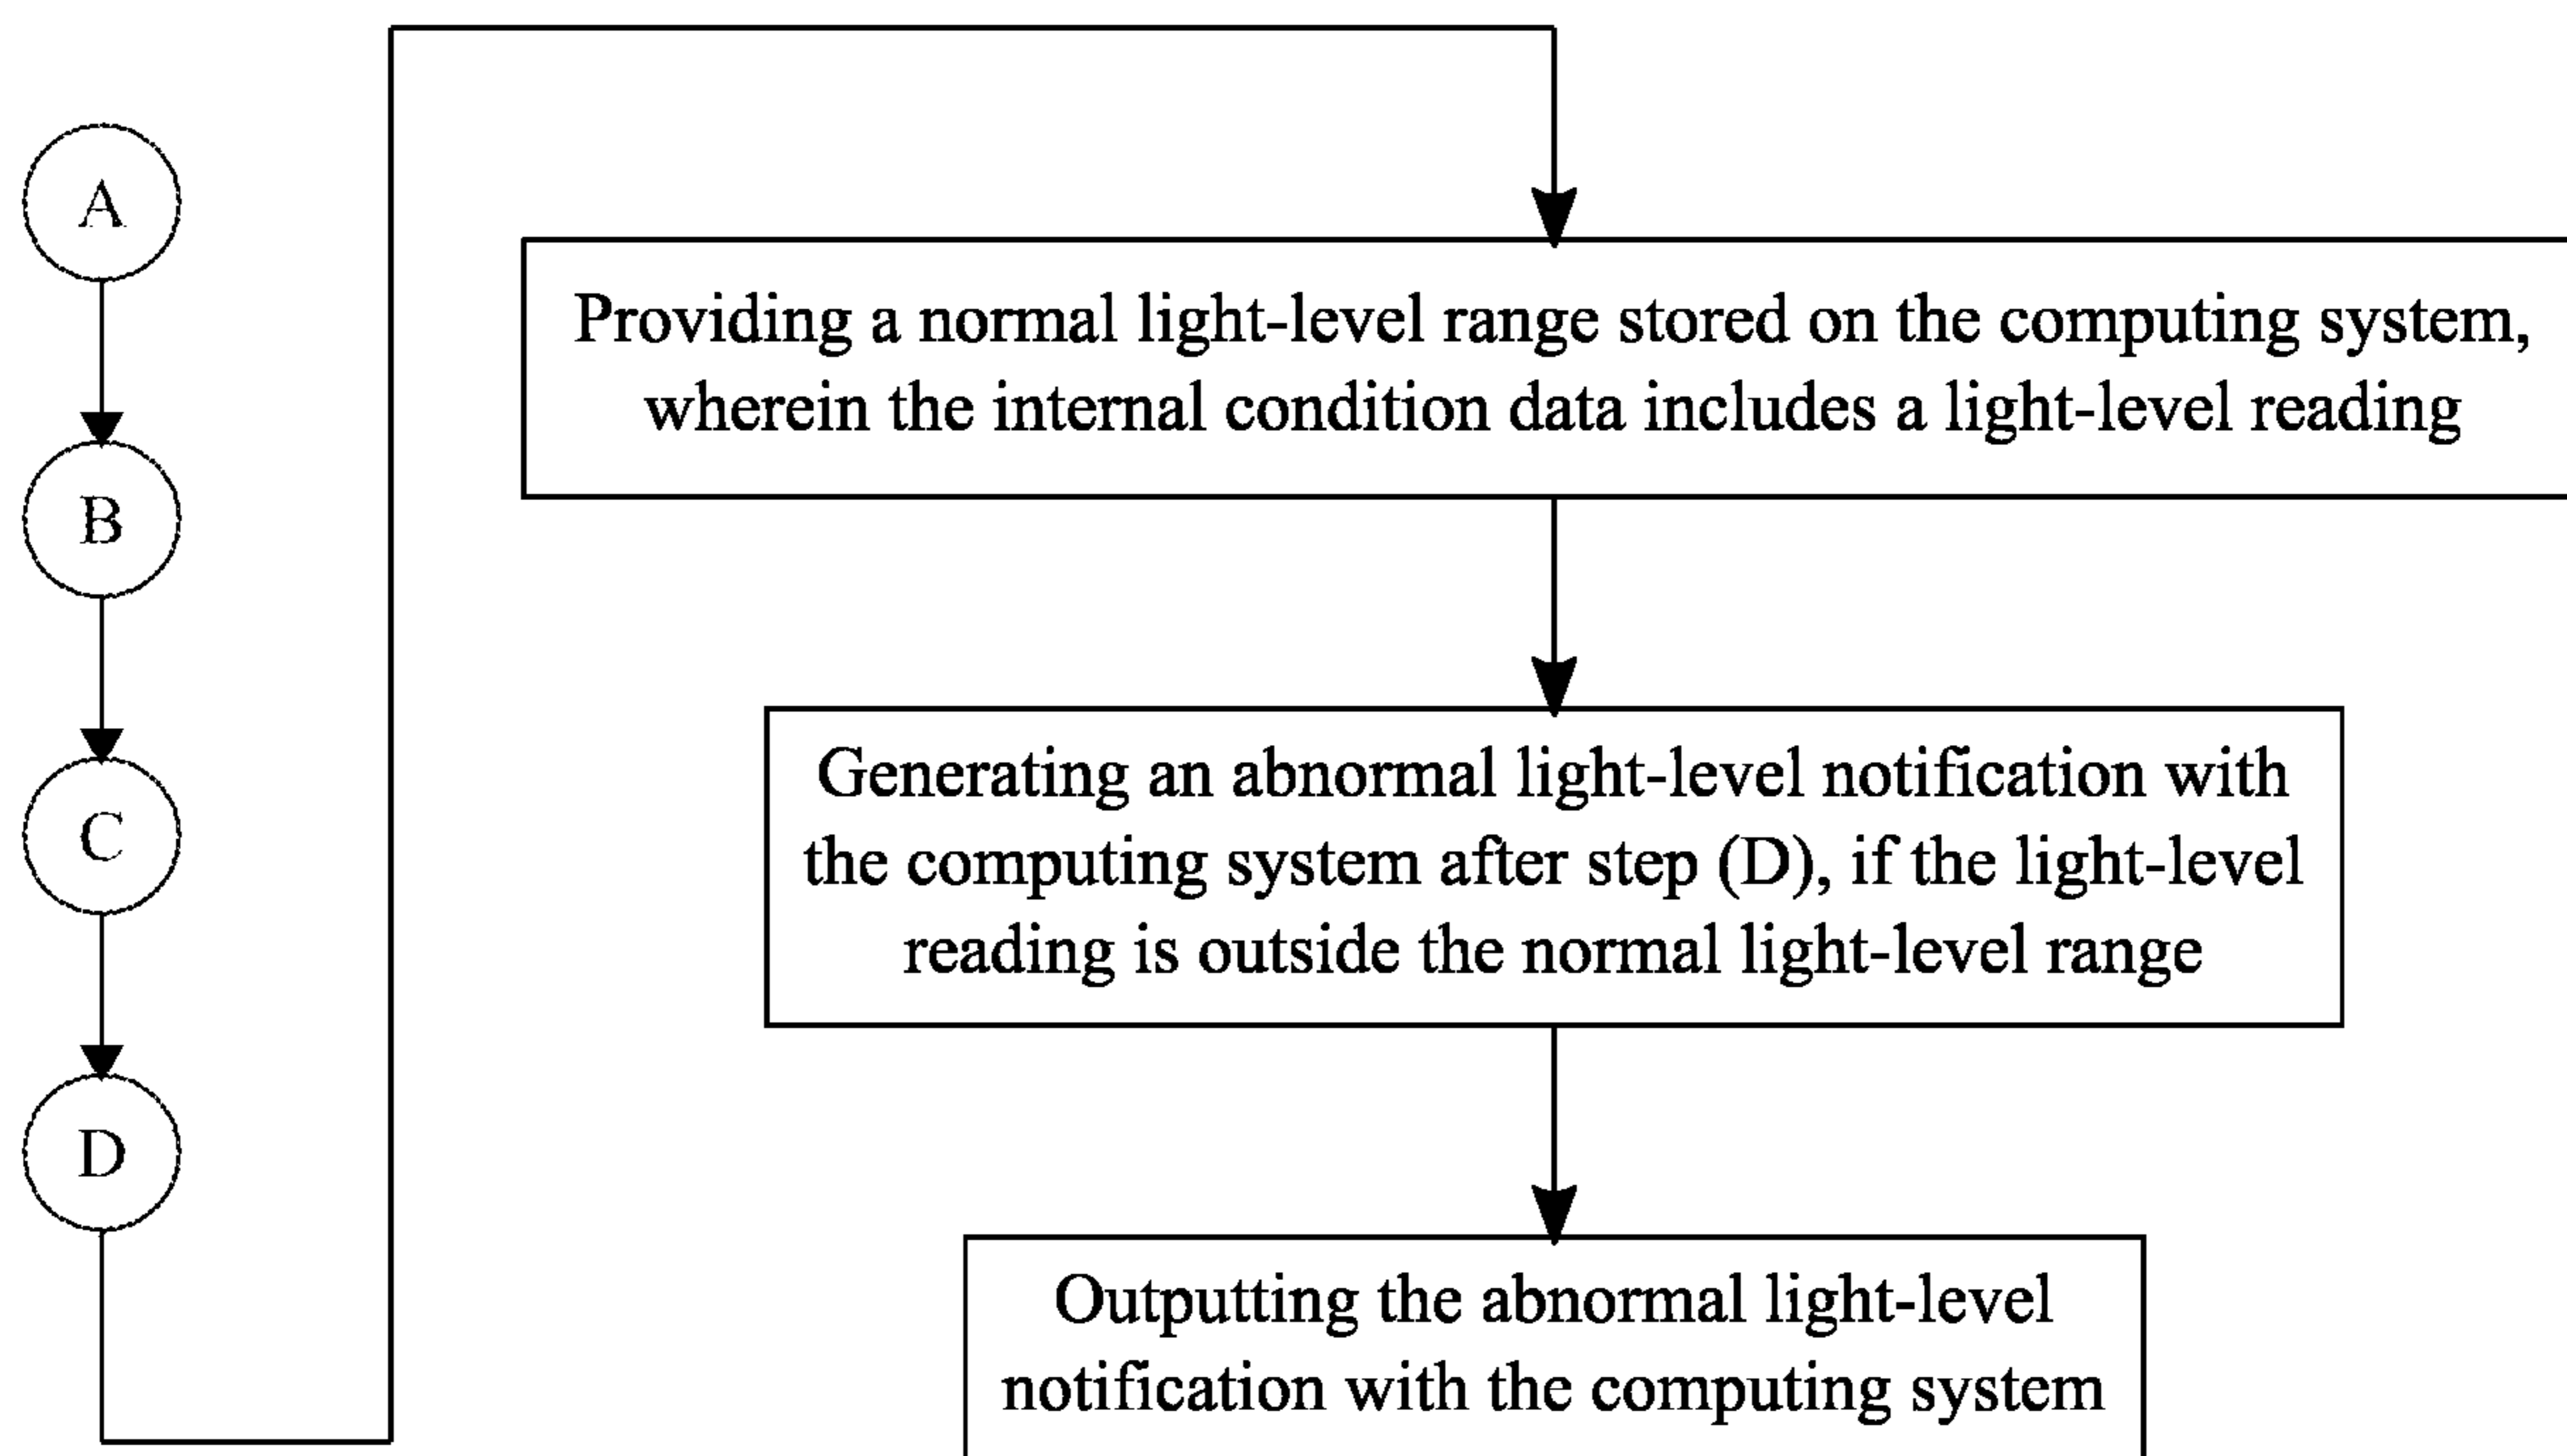 A
B
C
D
Providing a normal light-level range stored on the computing system,
wherein the internal condition data includes a light-level reading
Generating an abnormal light-level notification with
the computing system after step (D), if the light-level
reading is outside the normal light-level range
Outputting the abnormal light-level
notification with the computing system